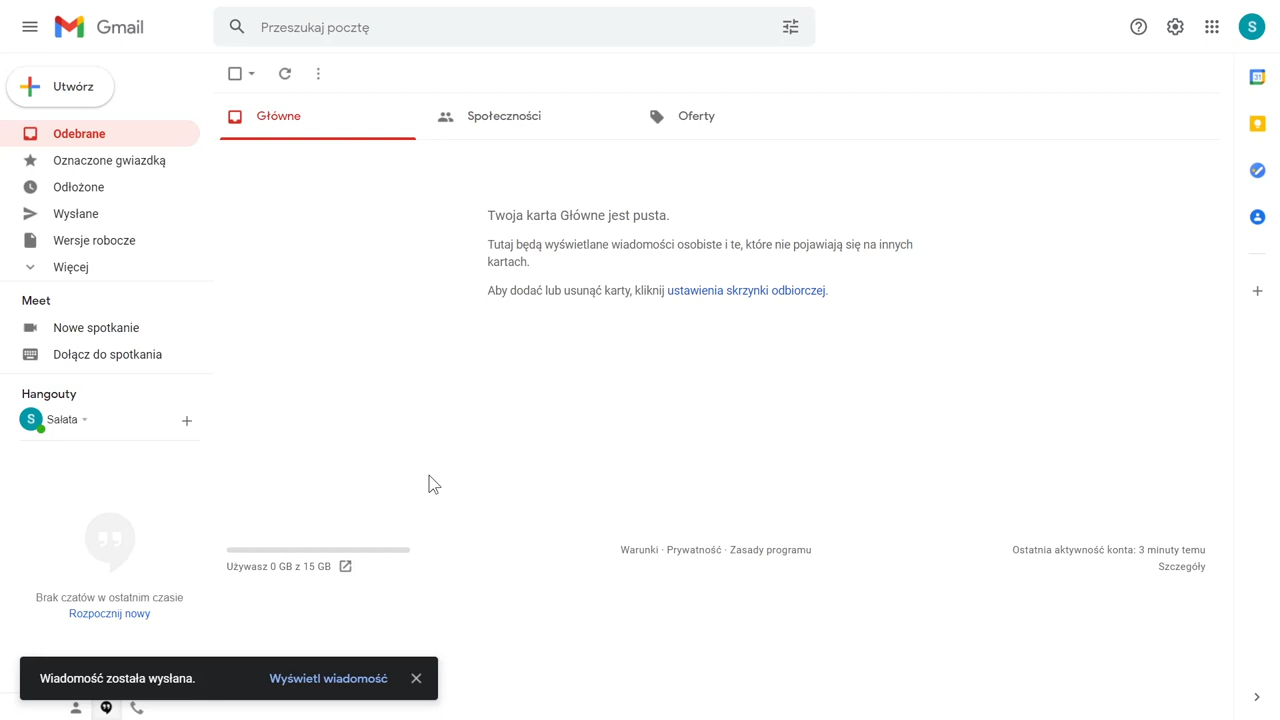 Gmail
Przeszukaj pocztę
S
Utwórz
Odebrane
Oznaczone gwiazdką
Odłożone
Wysłane
Wersje robocze
Więcej
Meet
Nowe spotkanie
Dołącz do spotkania
Hangouty
S Sałata
Brak czatów w ostatnim czasie
Rozpocznij nowy
Główne
Społeczności
Oferty
Twoja karta Główne jest pusta.
Tutaj będą wyświetlane wiadomości osobiste i te, które nie pojawiają się na innych
kartach.
Aby dodać lub usunąć karty, kliknij ustawienia skrzynki odbiorczej.
Używasz 0 GB z 15 GB
Warunki · Prywatność · Zasady programu
Ostatnia aktywność konta: 3 minuty temu
Szczegóły
31
Wiadomość została wysłana. Wyświetl wiadomość